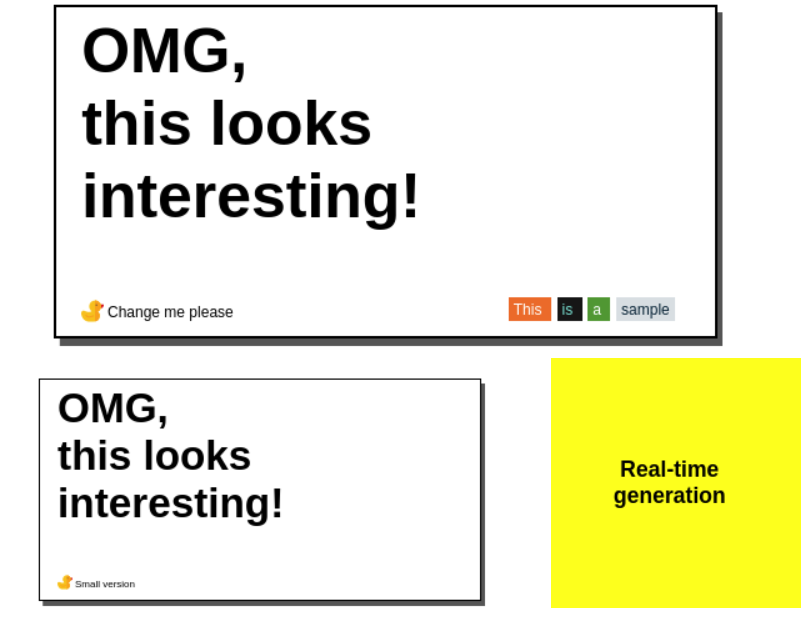 OMG,
this looks
interesting!
Change me please
This is a sample
OMG,
this looks
interesting!
Small version
Real-time
generation